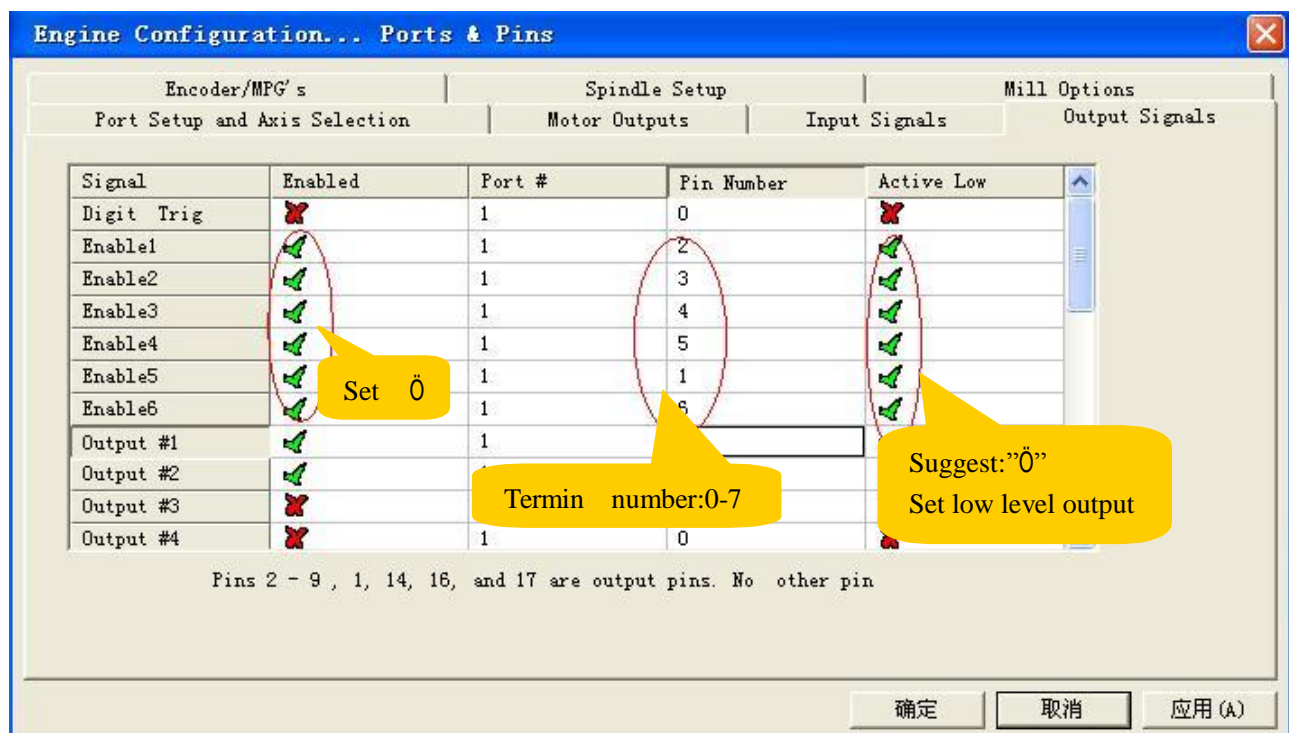 Engine Configuration... Ports & Pins
Encoder/MPG's Spindle Setup Mill Options
Port Setup and Axis Selection Motor Outputs Input Signals Output Signals
Signal Enabled Port # Pin Number Active Low
Digit Trig 1 0
Enable1 1 2
Enable2 1 3
Enable3 1 4
Enable4 1 5
Enable5 1 1
Enable6 1 6
Output #1 1
Output #2
Output #3
Output #4 1 0
Set Ö
Termin number:0-7
Suggest:”Ö”
Set low level output
Pins 2 - 9 , 1, 14, 16, and 17 are output pins. No other pin
确定 取消 应用(A)